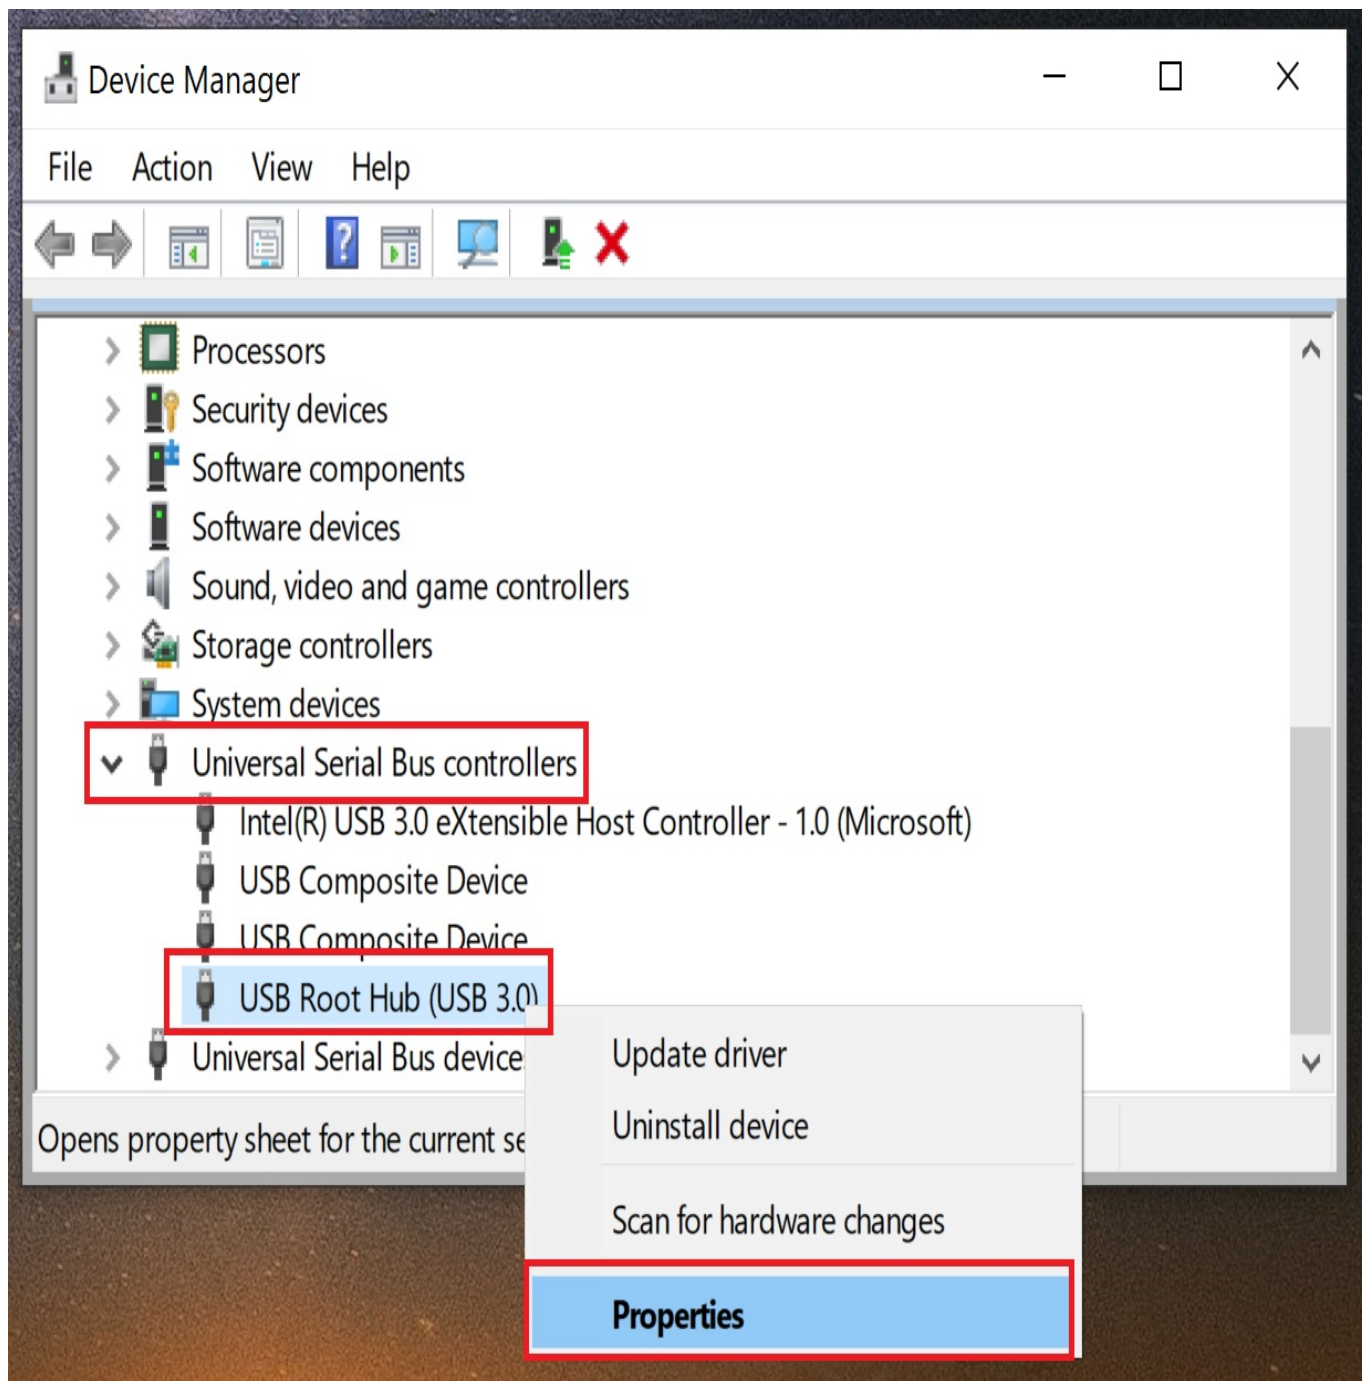 Device Manager
File Action View Help
Processors
Security devices
Software components
Software devices
Sound, video and game controllers
Storage controllers
System devices
Universal Serial Bus controllers
Intel(R) USB 3.0 eXtensible Host Controller - 1.0 (Microsoft)
USB Composite Device
USB Composite Device
USB Root Hub (USB 3.0)
Universal Serial Bus device
Opens property sheet for the current se
Update driver
Uninstall device
Scan for hardware changes
Properties